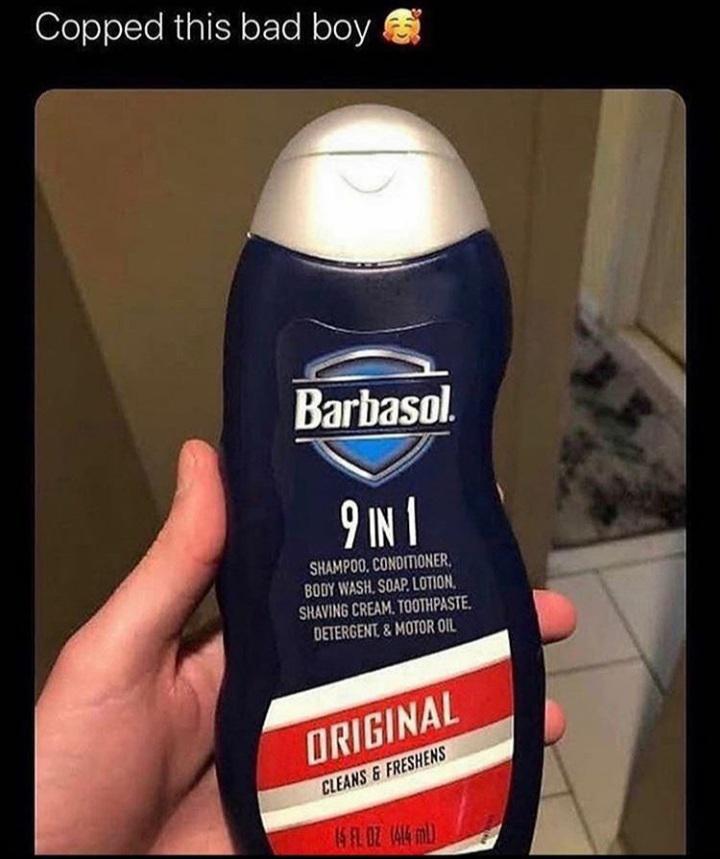 Copped this bad boy 🥰
Barbasol.
9 IN 1
SHAMPOO, CONDITIONER,
BODY WASH, SOAP, LOTION,
SHAVING CREAM, TOOTHPASTE,
DETERGENT, & MOTOR OIL
ORIGINAL
CLEANS & FRESHENS
14 FL OZ (414 mL)